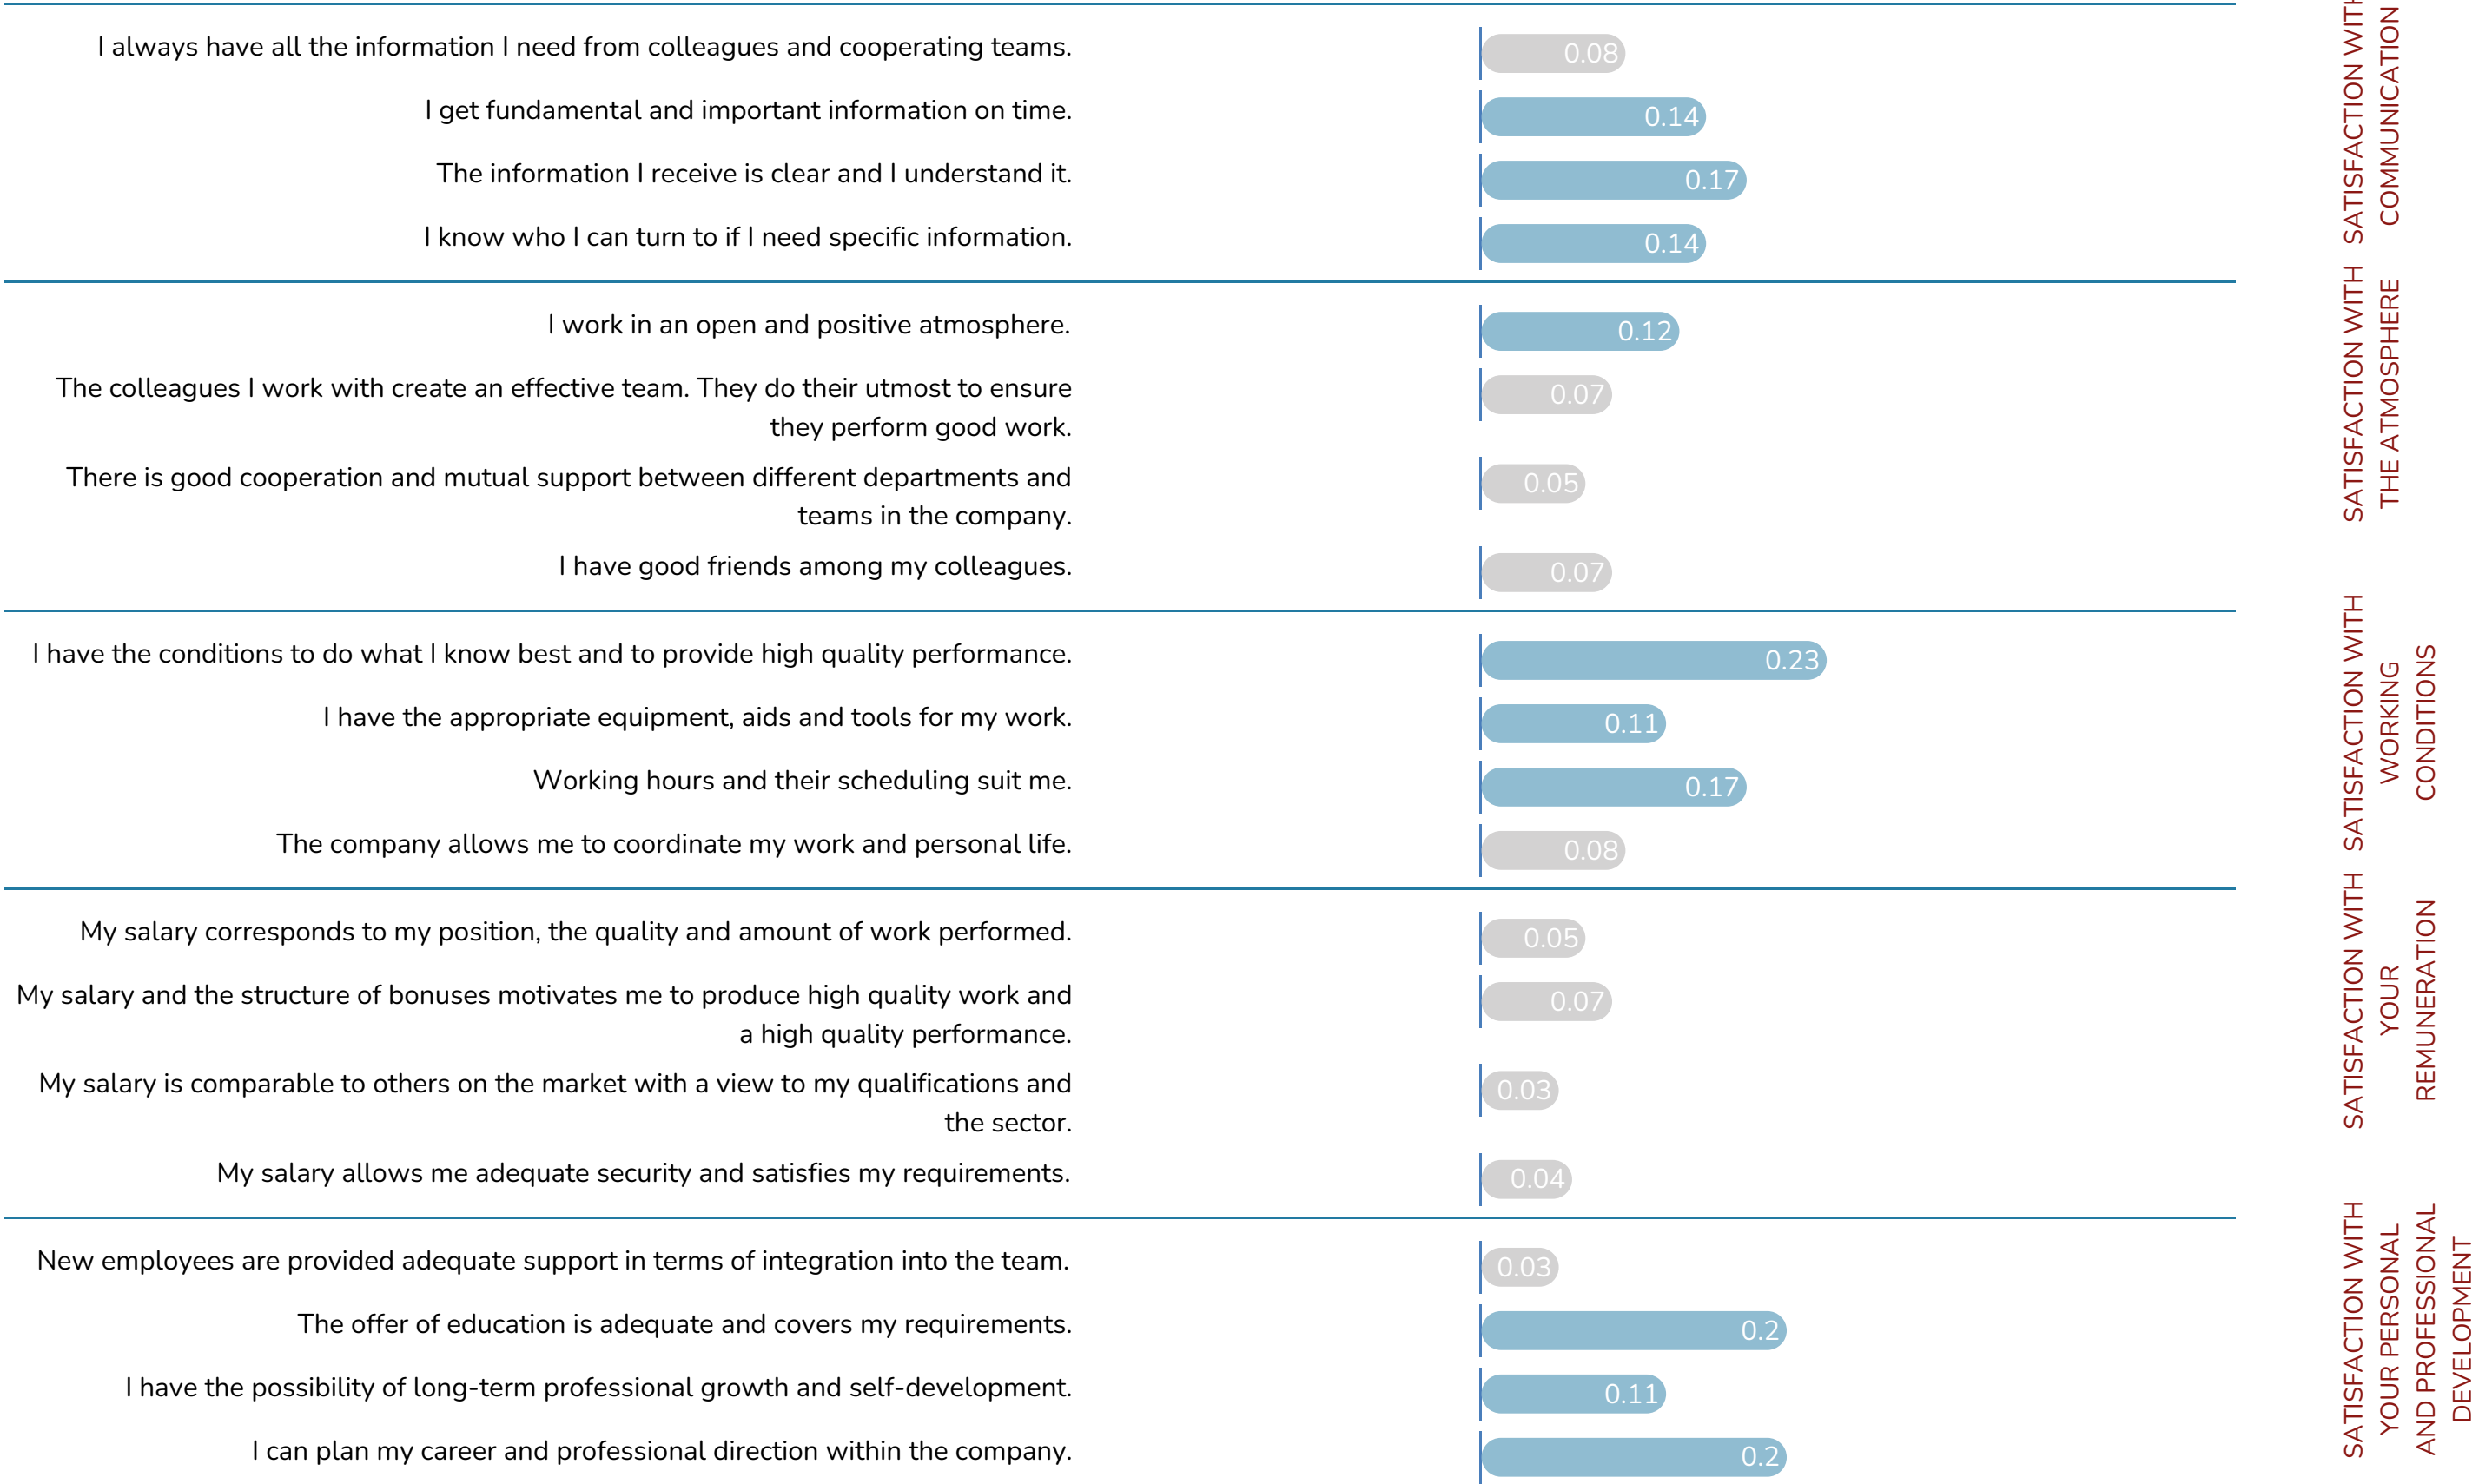 I always have all the information I need from colleagues and cooperating teams.
0.08
I get fundamental and important information on time.
0.14
The information I receive is clear and I understand it.
0.17
I know who I can turn to if I need specific information.
0.14
SATISFACTION WITH
COMMUNICATION
I work in an open and positive atmosphere.
0.12
The colleagues I work with create an effective team. They do their utmost to ensure
they perform good work.
0.07
There is good cooperation and mutual support between different departments and
teams in the company.
0.05
I have good friends among my colleagues.
0.07
SATISFACTION WITH
THE ATMOSPHERE
I have the conditions to do what I know best and to provide high quality performance.
0.23
I have the appropriate equipment, aids and tools for my work.
0.11
Working hours and their scheduling suit me.
0.17
The company allows me to coordinate my work and personal life.
0.08
SATISFACTION WITH
WORKING
CONDITIONS
My salary corresponds to my position, the quality and amount of work performed.
0.05
My salary and the structure of bonuses motivates me to produce high quality work and
a high quality performance.
0.07
My salary is comparable to others on the market with a view to my qualifications and
the sector.
0.03
My salary allows me adequate security and satisfies my requirements.
0.04
SATISFACTION WITH
YOUR
REMUNERATION
New employees are provided adequate support in terms of integration into the team.
0.03
The offer of education is adequate and covers my requirements.
0.2
I have the possibility of long-term professional growth and self-development.
0.11
I can plan my career and professional direction within the company.
0.2
SATISFACTION WITH
YOUR PERSONAL
AND PROFESSIONAL
DEVELOPMENT